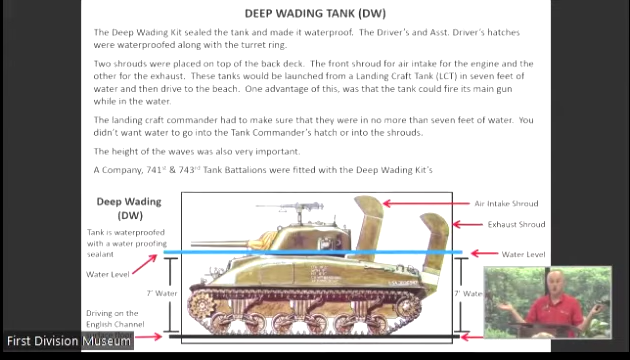 DEEP WADING TANK (DW)
The Deep Wading Kit sealed the tank and made it waterproof. The Driver's and Asst. Driver's hatches
were waterproofed along with the turret ring.
Two shrouds were placed on top of the back deck. The front shroud for air intake for the engine and the
other for the exhaust. These tanks would be launched from a Landing Craft Tank (LCT) in seven feet of
water and then drive to the beach. One advantage of this, was that the tank could fire its main gun
while in the water.
The landing craft commander had to make sure that they were in no more than seven feet of water. You
didn't want water to go into the Tank Commander's hatch or into the shrouds.
The height of the waves was also very important.
A Company, 741st & 743rd Tank Battalions were fitted with the Deep Wading Kit's
Deep Wading
(DW)
Tank is waterproofed
with a water proofing
sealant
Water Level
7' Water
Driving on the
English Channel
Air Intake Shroud
Exhaust Shroud
Water Level
7' Wate
First Division Museum